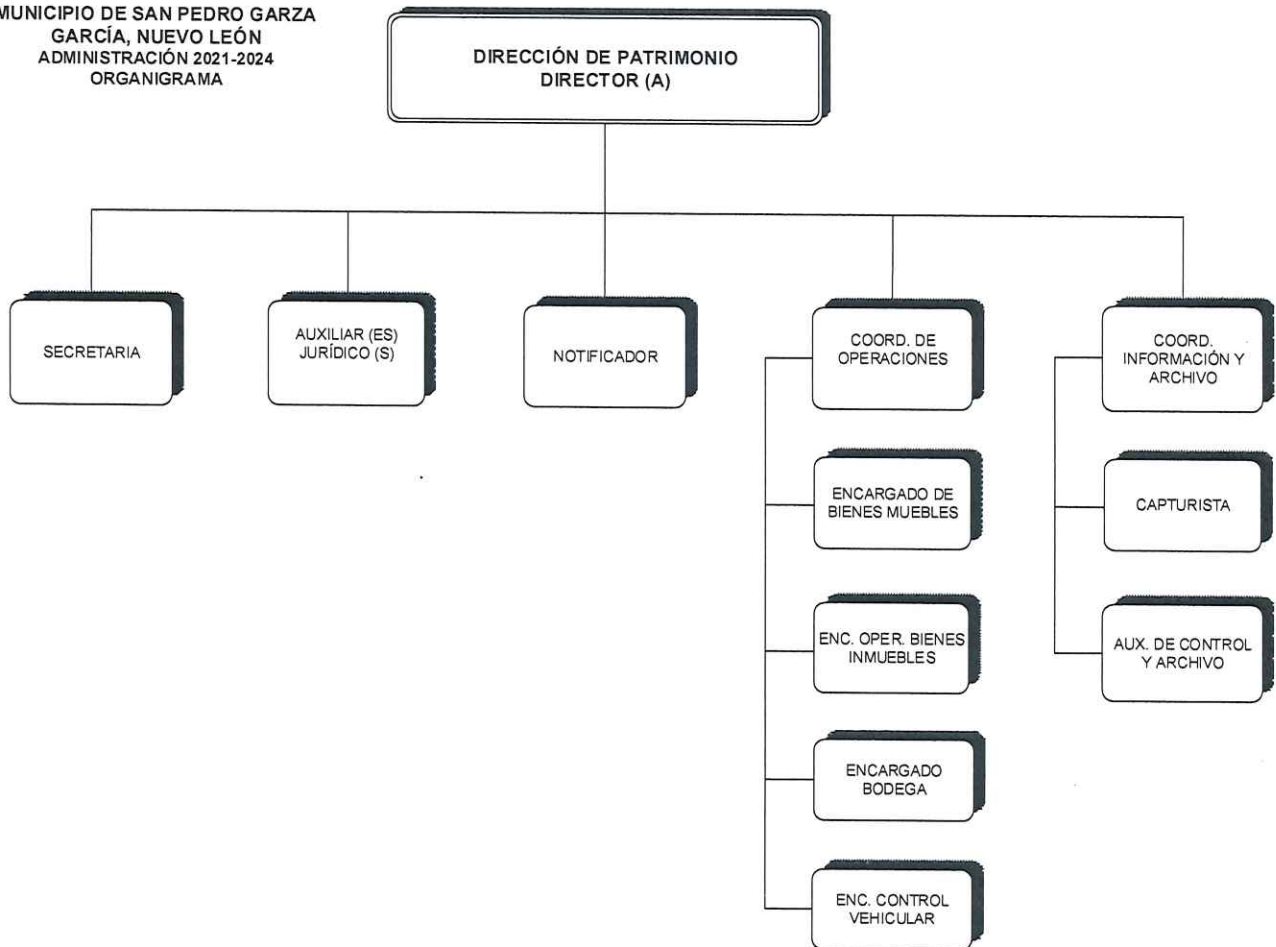 MUNICIPIO DE SAN PEDRO GARZA
GARCÍA, NUEVO LEÓN
ADMINISTRACIÓN 2021-2024
ORGANIGRAMA
DIRECCIÓN DE PATRIMONIO
DIRECTOR (A)
SECRETARIA
AUXILIAR (ES)
JURÍDICO (S)
NOTIFICADOR
COORD. DE
OPERACIONES
COORD.
INFORMACIÓN Y
ARCHIVO
ENCARGADO DE
BIENES MUEBLES
CAPTURISTA
ENC. OPER. BIENES
INMUEBLES
AUX. DE CONTROL
Y ARCHIVO
ENCARGADO
BODEGA
ENC. CONTROL
VEHICULAR